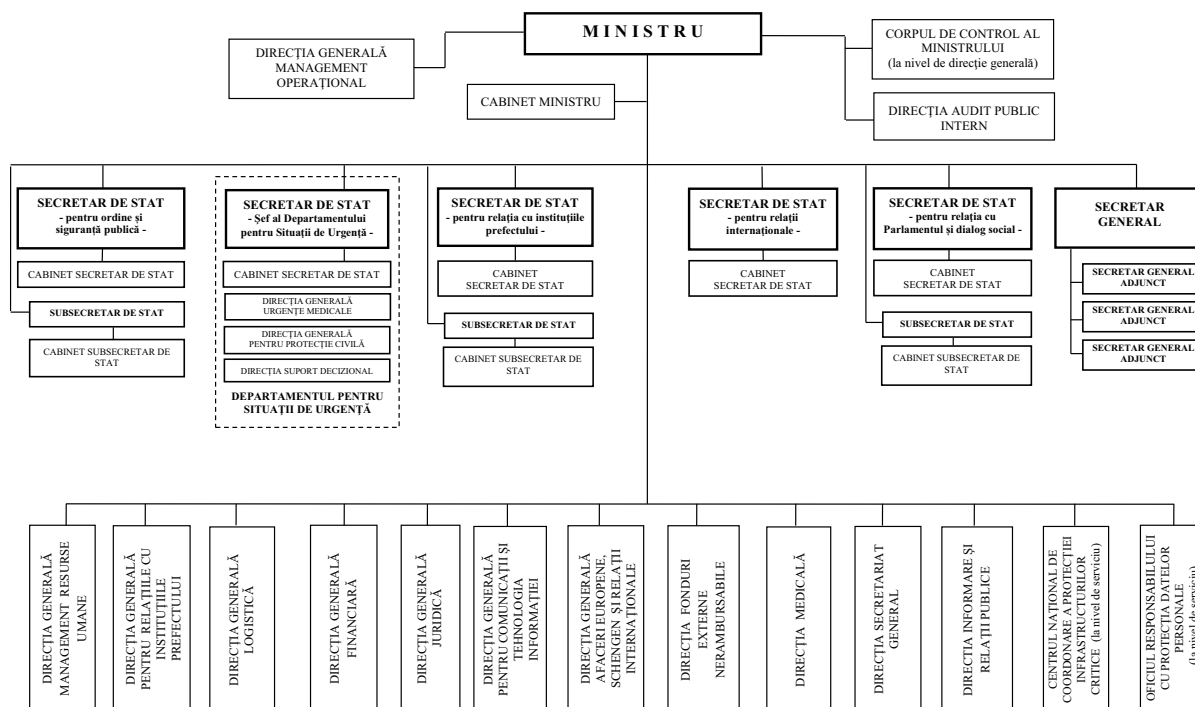 M I N I S T R U
DIRECȚIA GENERALĂ
MANAGEMENT
OPERAȚIONAL
CORPUL DE CONTROL AL
MINISTRULUI
(la nivel de direcție generală)
CABINET MINISTRU
DIRECȚIA AUDIT PUBLIC
INTERN
SECRETAR DE STAT
- pentru ordine și
siguranță publică -
CABINET SECRETAR DE STAT
SUBSECRETAR DE STAT
CABINET SUBSECRETAR DE
STAT
SECRETAR DE STAT
- Șef al Departamentului
pentru Situații de Urgență -
CABINET SECRETAR DE STAT
DIRECȚIA GENERALĂ
URGENȚE MEDICALE
DIRECȚIA GENERALĂ
PENTRU PROTECȚIE CIVILĂ
DIRECȚIA SUPORT DECIZIONAL
DEPARTAMENTUL PENTRU
SITUAȚII DE URGENȚĂ
SECRETAR DE STAT
- pentru relația cu instituțiile
prefectului -
CABINET
SECRETAR DE STAT
SUBSECRETAR DE STAT
CABINET SUBSECRETAR DE
STAT
SECRETAR DE STAT
- pentru relații
internaționale -
CABINET
SECRETAR DE STAT
SECRETAR DE STAT
- pentru relația cu
Parlamentul și dialog social -
CABINET
SECRETAR DE STAT
SUBSECRETAR DE STAT
CABINET SUBSECRETAR DE
STAT
SECRETAR
GENERAL
SECRETAR GENERAL
ADJUNCT
SECRETAR GENERAL
ADJUNCT
SECRETAR GENERAL
ADJUNCT
DIRECȚIA GENERALĂ
MANAGEMENT RESURSE
UMANE
DIRECȚIA GENERALĂ
PENTRU RELAȚIILE CU
INSTITUȚIILE
PREFECTULUI
DIRECȚIA GENERALĂ
LOGISTICĂ
DIRECȚIA GENERALĂ
FINANCIARĂ
DIRECȚIA GENERALĂ
JURIDICĂ
DIRECȚIA GENERALĂ
PENTRU COMUNICAȚII ȘI
TEHNOLOGIA
INFORMAȚIEI
DIRECȚIA GENERALĂ
AFACERI EUROPENE,
SCHENGEN ȘI RELAȚII
INTERNAȚIONALE
DIRECȚIA FONDURI
EXTERNE
NERAMBURSABILE
DIRECȚIA MEDICALĂ
DIRECȚIA SECRETARIAT
GENERAL
DIRECȚIA INFORMARE ȘI
RELAȚII PUBLICE
CENTRUL NAȚIONAL DE
COORDONARE A PROTECȚIEI
INFRASTRUCTURILOR
CRITICE (la nivel de serviciu)
OFICIUL RESPONSABILULUI
CU PROTECȚIA DATELOR
PERSONALE
(la nivel de serviciu)